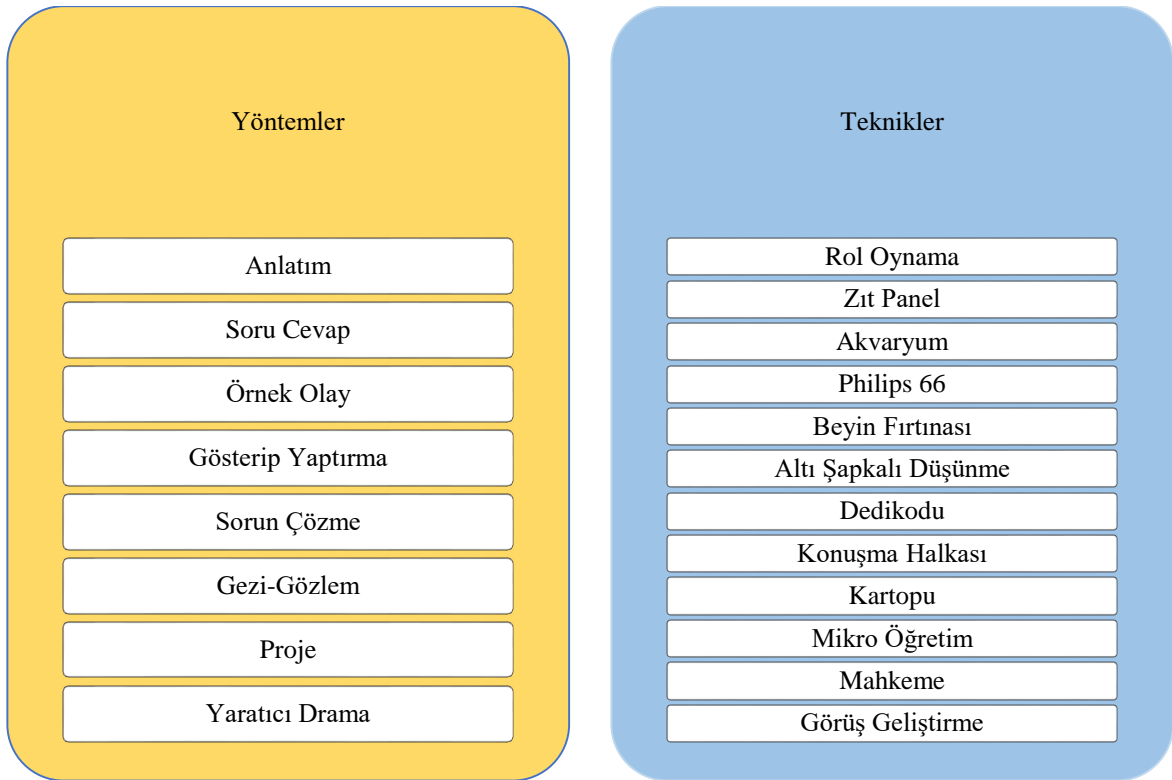 Yöntemler
Anlatım
Soru Cevap
Örnek Olay
Gösterip Yaptırma
Sorun Çözme
Gezi-Gözlem
Proje
Yaratıcı Drama
Teknikler
Rol Oynama
Zıt Panel
Akvaryum
Philips 66
Beyin Fırtınası
Altı Şapkalı Düşünme
Dedikodu
Konuşma Halkası
Kartopu
Mikro Öğretim
Mahkeme
Görüş Geliştirme